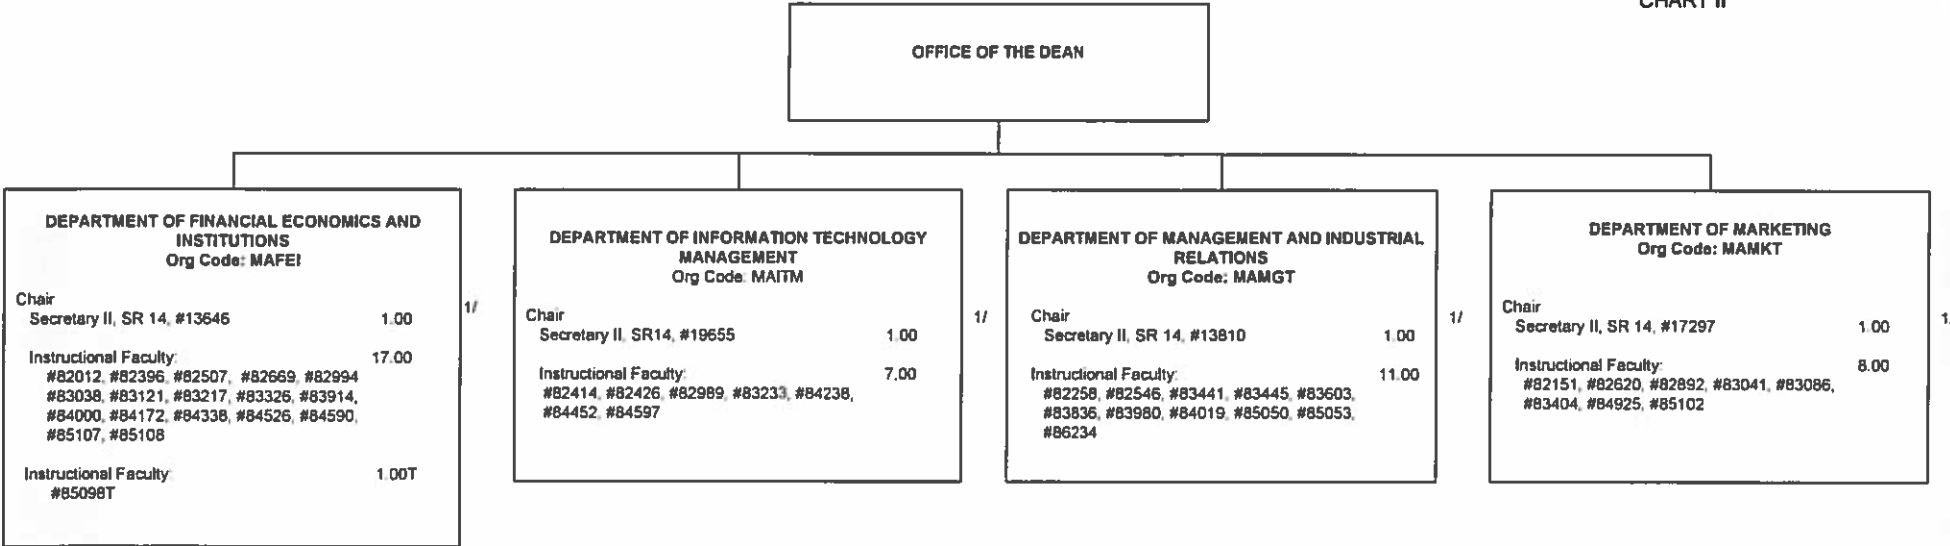 CHART II
OFFICE OF THE DEAN
DEPARTMENT OF FINANCIAL ECONOMICS AND
INSTITUTIONS
Org Code: MAFEI
Chair
Secretary II, SR 14, #13646 1.00
Instructional Faculty: 17.00
#82012, #82396, #82507, #82669, #82994
#83038, #83121, #83217, #83326, #83914,
#84000, #84172, #84338, #84526, #84590,
#85107, #85108
Instructional Faculty: 1.00T
#85098T
1/
DEPARTMENT OF INFORMATION TECHNOLOGY
MANAGEMENT
Org Code: MAITM
Chair
Secretary II, SR14, #19655 1.00
Instructional Faculty: 7.00
#82414, #82426, #82989, #83233, #84238,
#84452, #84597
1/
DEPARTMENT OF MANAGEMENT AND INDUSTRIAL
RELATIONS
Org Code: MAMGT
Chair
Secretary II, SR 14, #13810 1.00
Instructional Faculty: 11.00
#82258, #82546, #83441, #83445, #83603,
#83836, #83980, #84019, #85050, #85053,
#86234
1/
DEPARTMENT OF MARKETING
Org Code: MAMKT
Chair
Secretary II, SR 14, #17297 1.00
Instructional Faculty: 8.00
#82151, #82620, #82892, #83041, #83086,
#83404, #84925, #85102